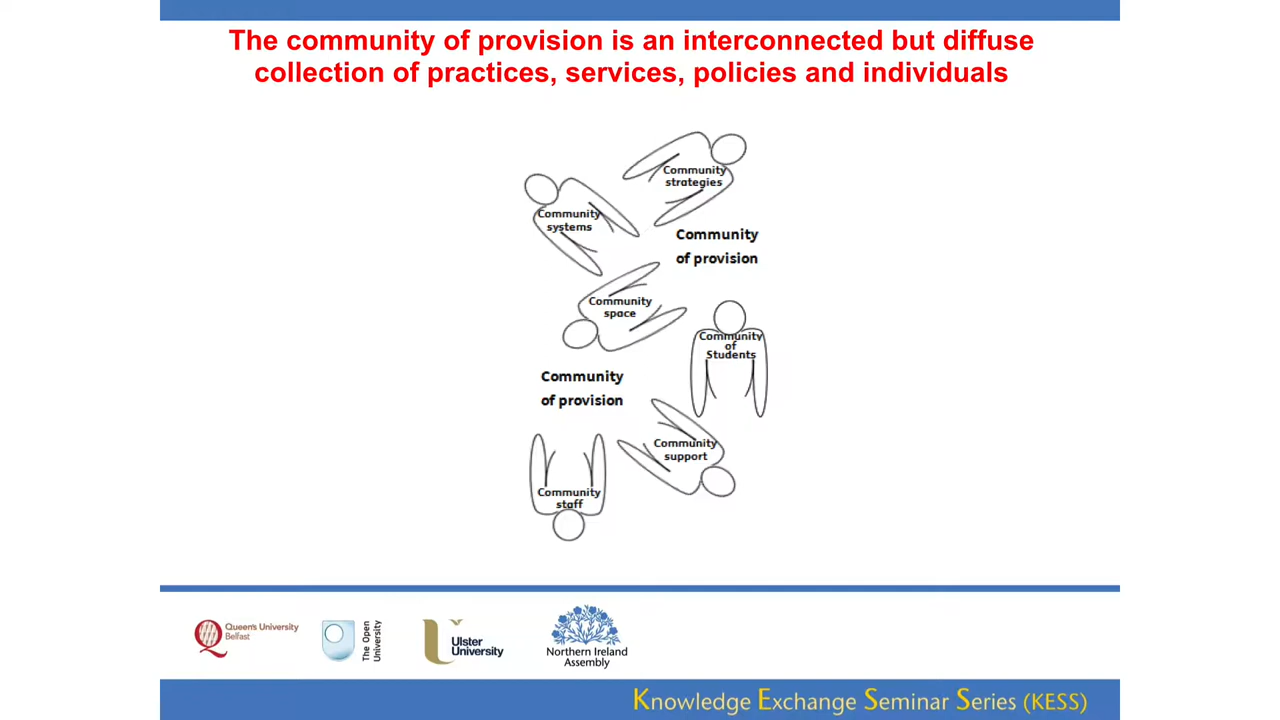 The community of provision is an interconnected but diffuse
collection of practices, services, policies and individuals
Community
strategies
Community
systems
Community
of provision
Community
space
Community
of
Students
Community
of provision
Community
support
Community
staff
Queen's University
Belfast
The Open
University
Ulster
University
Northern Ireland
Assembly
Knowledge Exchange Seminar Series (KESS)